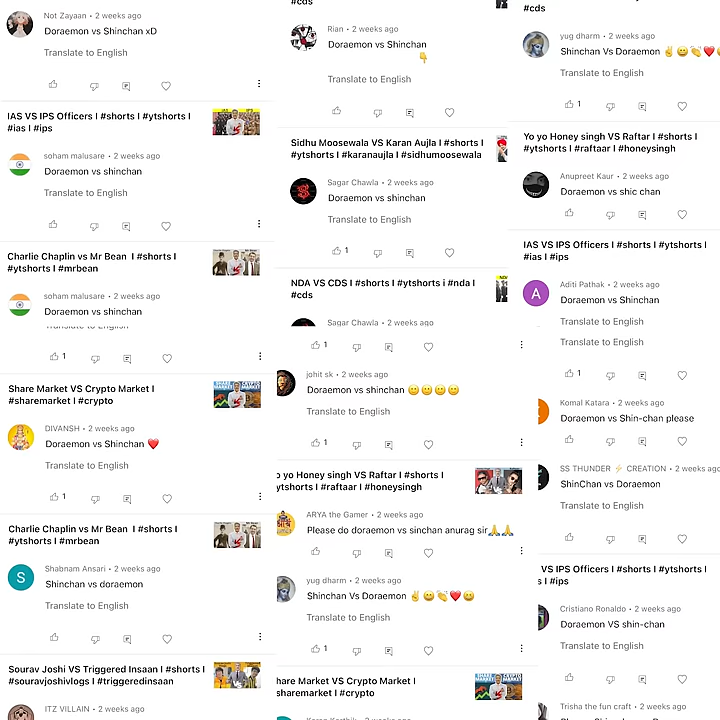 Not Zayaan • 2 weeks ago
Doraemon vs Shinchan xD
Translate to English
IAS VS IPS Officers I #shorts I #ytshorts I
#ias I #ips
soham malusare • 2 weeks ago
Doraemon vs shinchan
Translate to English
Charlie Chaplin vs Mr Bean I #shorts I
#ytshorts I #mrbean
soham malusare • 2 weeks ago
Doraemon vs shinchan
Translate to English
1
Share Market VS Crypto Market I
#sharemarket I #crypto
DIVANSH • 2 weeks ago
Doraemon vs Shinchan ❤️
Translate to English
1
Charlie Chaplin vs Mr Bean I #shorts I
#ytshorts I #mrbean
S
Shabnam Ansari • 2 weeks ago
Shinchan vs doraemon
Translate to English
Sourav Joshi VS Triggered Insaan I #shorts I
#souravjoshivlogs I #triggeredinsaan
ITZ VILLAIN • 2 weeks ago
#cds
Rian • 2 weeks ago
Doraemon vs Shinchan
👇
Translate to English
Sidhu Moosewala VS Karan Aujla I #shorts I
#ytshorts I #karanaujla I #sidhumoosewala
Sagar Chawla • 2 weeks ago
Doraemon vs shinchan
Translate to English
1
NDA VS CDS I #shorts I #ytshorts i #nda I
#cds
Sagar Chawla • 2 weeks ago
1
johit sk • 2 weeks ago
Doraemon vs shinchan 😀😀😀😀
Translate to English
1
o yo Honey singh VS Raftar I #shorts I
ytshorts I #raftaar I #honeysingh
ARYA the Gamer • 2 weeks ago
Please do doraemon vs sinchan anurag sir🙏🙏
yug dharm • 2 weeks ago
Shinchan Vs Doraemon ✌️😀👏❤️😀
Translate to English
1
hare Market VS Crypto Market I
sharemarket I #crypto
#cds
yug dharm • 2 weeks ago
Shinchan Vs Doraemon ✌️😀👏❤️
Translate to English
1
Yo yo Honey singh VS Raftar I #shorts I
#ytshorts I #raftaar I #honeysingh
Anupreet Kaur • 2 weeks ago
Doraemon vs shic chan
IAS VS IPS Officers I #shorts I #ytshorts I
#ias I #ips
A
Aditi Pathak • 2 weeks ago
Doraemon vs Shinchan
Translate to English
Translate to English
1
Komal Katara • 2 weeks ago
Doraemon vs Shin-chan please
SS THUNDER ⚡ CREATION • 2 weeks ago
ShinChan vs Doraemon
Translate to English
VS IPS Officers I #shorts I #ytshorts I
s I #ips
Cristiano Ronaldo • 2 weeks ago
Doraemon VS shin-chan
Translate to English
Trisha the fun craft • 2 weeks ago